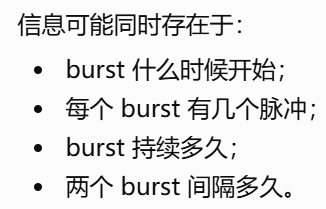 信息可能同时存在于：
• burst 什么时候开始；
• 每个 burst 有几个脉冲；
• burst 持续多久；
• 两个 burst 间隔多久。